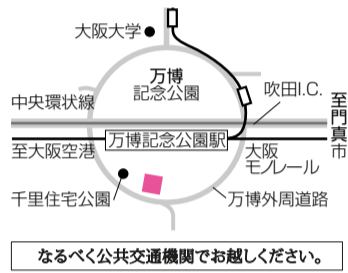 大阪大学
万博
記念公園
吹田I.C.
中央環状線
至門真市
万博記念公園駅
至大阪空港
大阪
モノレール
千里住宅公園
万博外周道路
なるべく公共交通機関でお越しください。